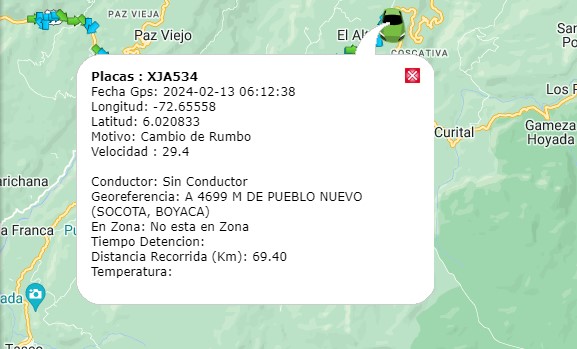 PAZ VIEJA
Paz Viejo
El Al
COSCATIVA
Placas : XJA534
Fecha Gps: 2024-02-13 06:12:38
Longitud: -72.65558
Latitud: 6.020833
Motivo: Cambio de Rumbo
Velocidad : 29.4
Conductor: Sin Conductor
Georeferencia: A 4699 M DE PUEBLO NUEVO
(SOCOTA, BOYACA)
En Zona: No esta en Zona
Tiempo Detencion:
Distancia Recorrida (Km): 69.40
Temperatura:
Los P
Curital
Gameza
Hoyada
arichana
a Franca
ada
Tasco